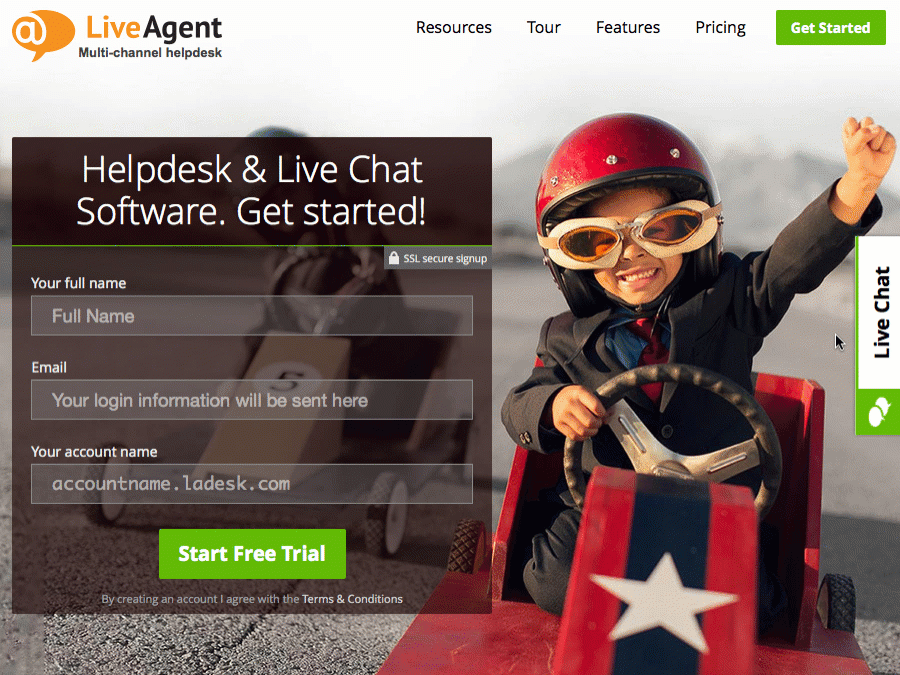 LiveAgent
Multi-channel helpdesk
Resources
Tour
Features
Pricing
Get Started
Helpdesk & Live Chat
Software. Get started!
SSL secure signup
Your full name
Full Name
Email
Your login information will be sent here
Your account name
accountname.ladesk.com
Start Free Trial
By creating an account I agree with the Terms & Conditions
Live Chat
5